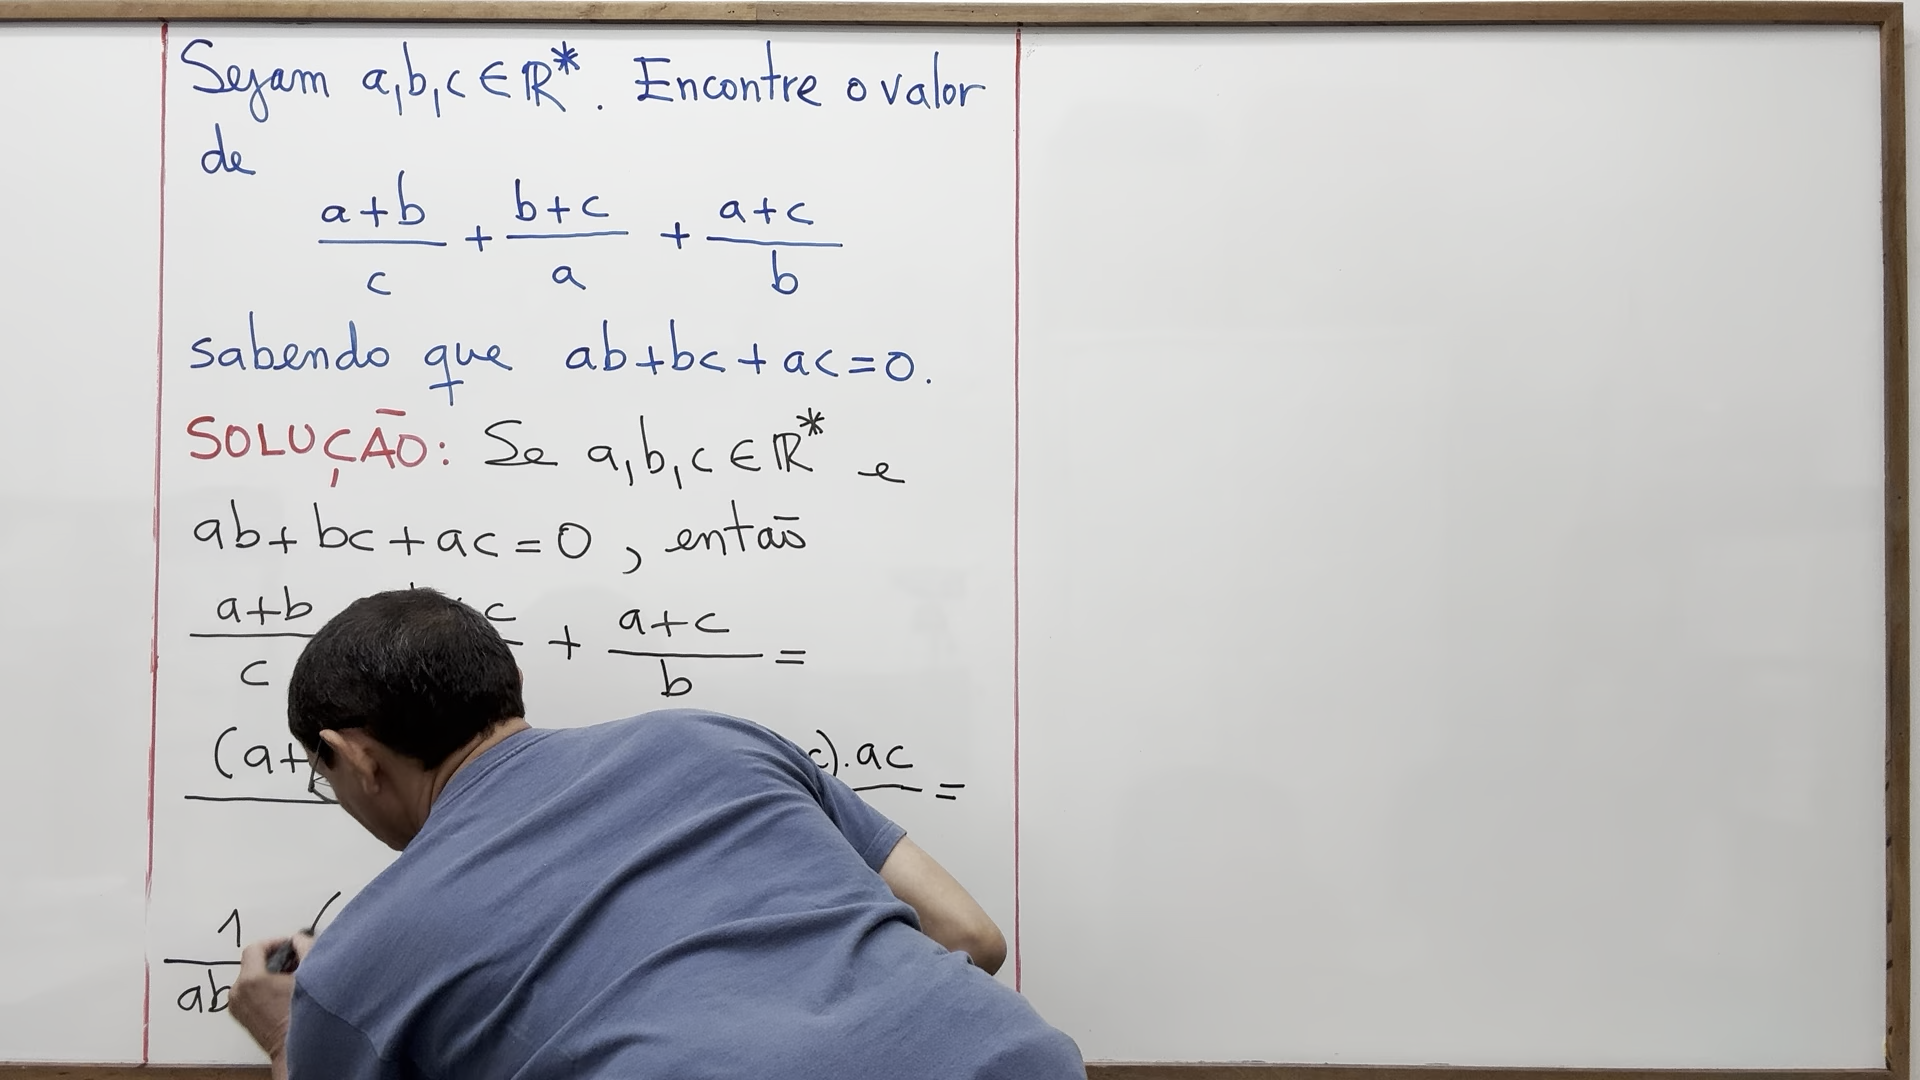 Sejam a,b,c ∈ ℝ*. Encontre o valor
de
(a+b)/c + (b+c)/a + (a+c)/b
sabendo que ab+bc+ac=0.
SOLUÇÃO: Se a,b,c ∈ ℝ* e
ab+bc+ac=0, então
(a+b)/c c + (a+c)/b =
(a+ c).ac =
1/ab (